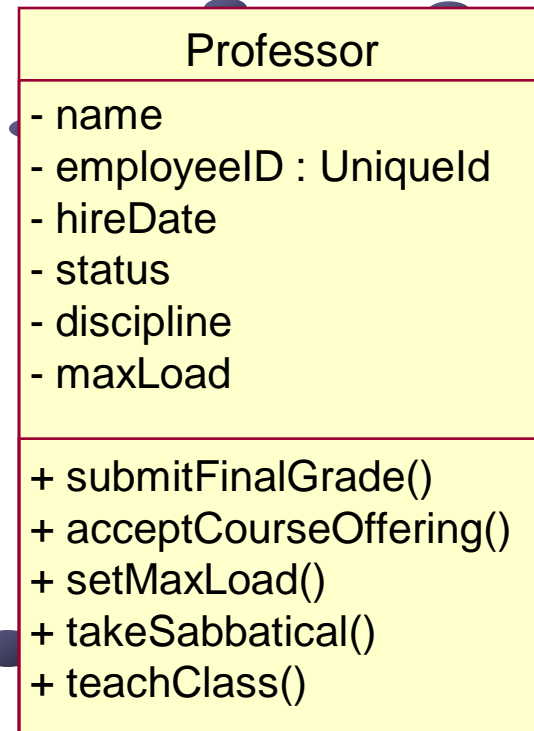 Professor
- name
- employeeID : UniqueId
- hireDate
- status
- discipline
- maxLoad
+ submitFinalGrade()
+ acceptCourseOffering()
+ setMaxLoad()
+ takeSabbatical()
+ teachClass()